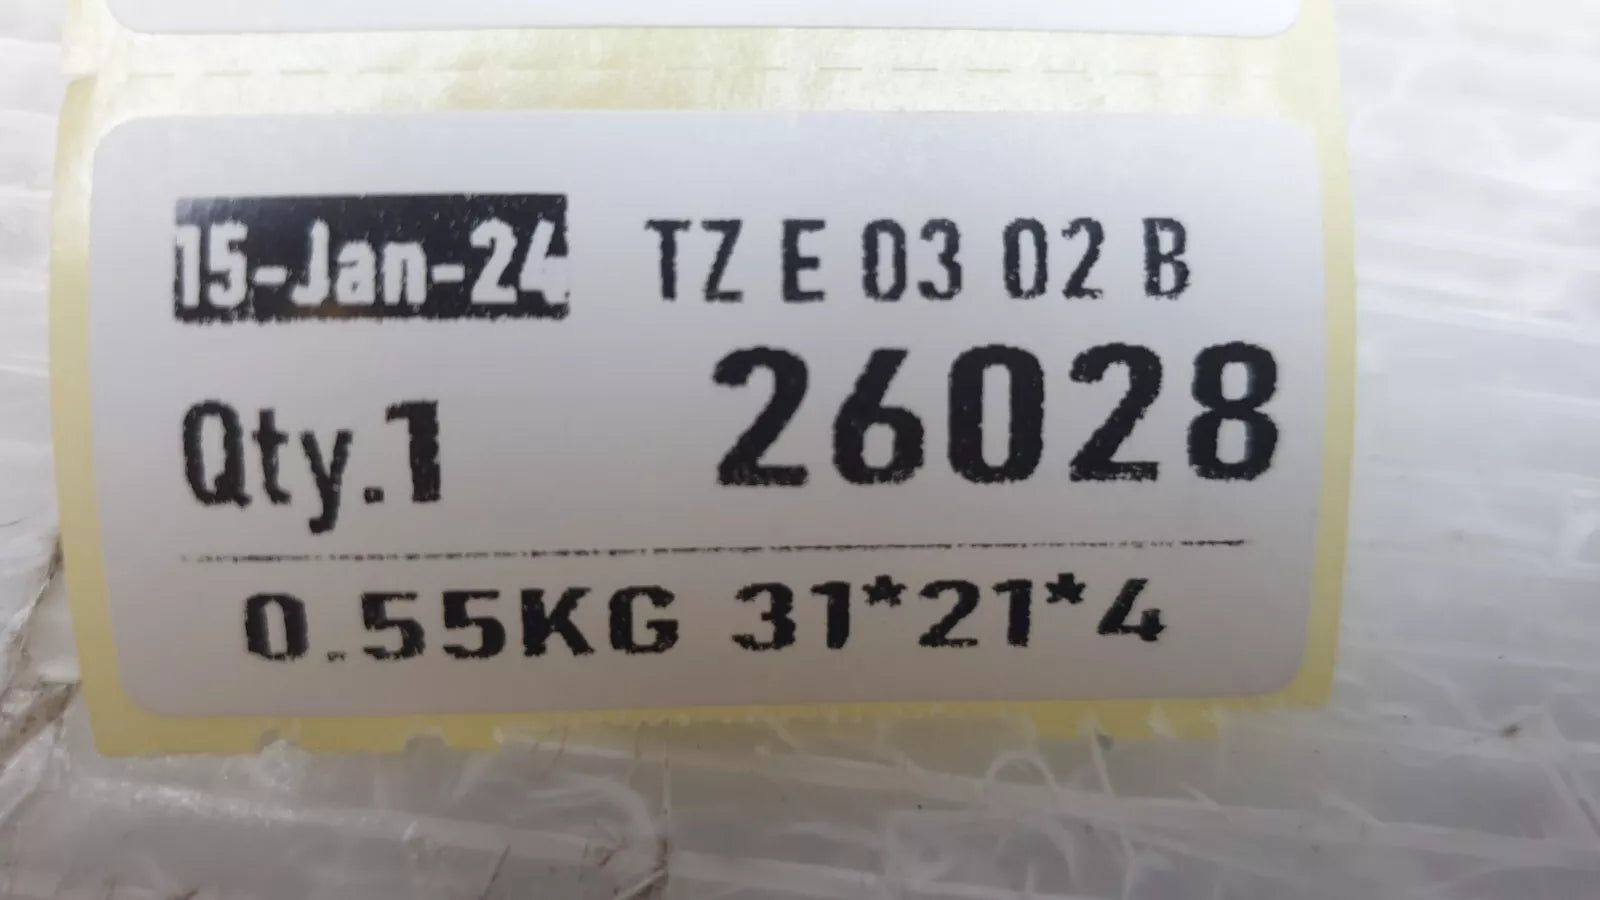 15-Jan-24 TZ E 03 02 B
Qty.1 26028
0.55KG 31*21*4